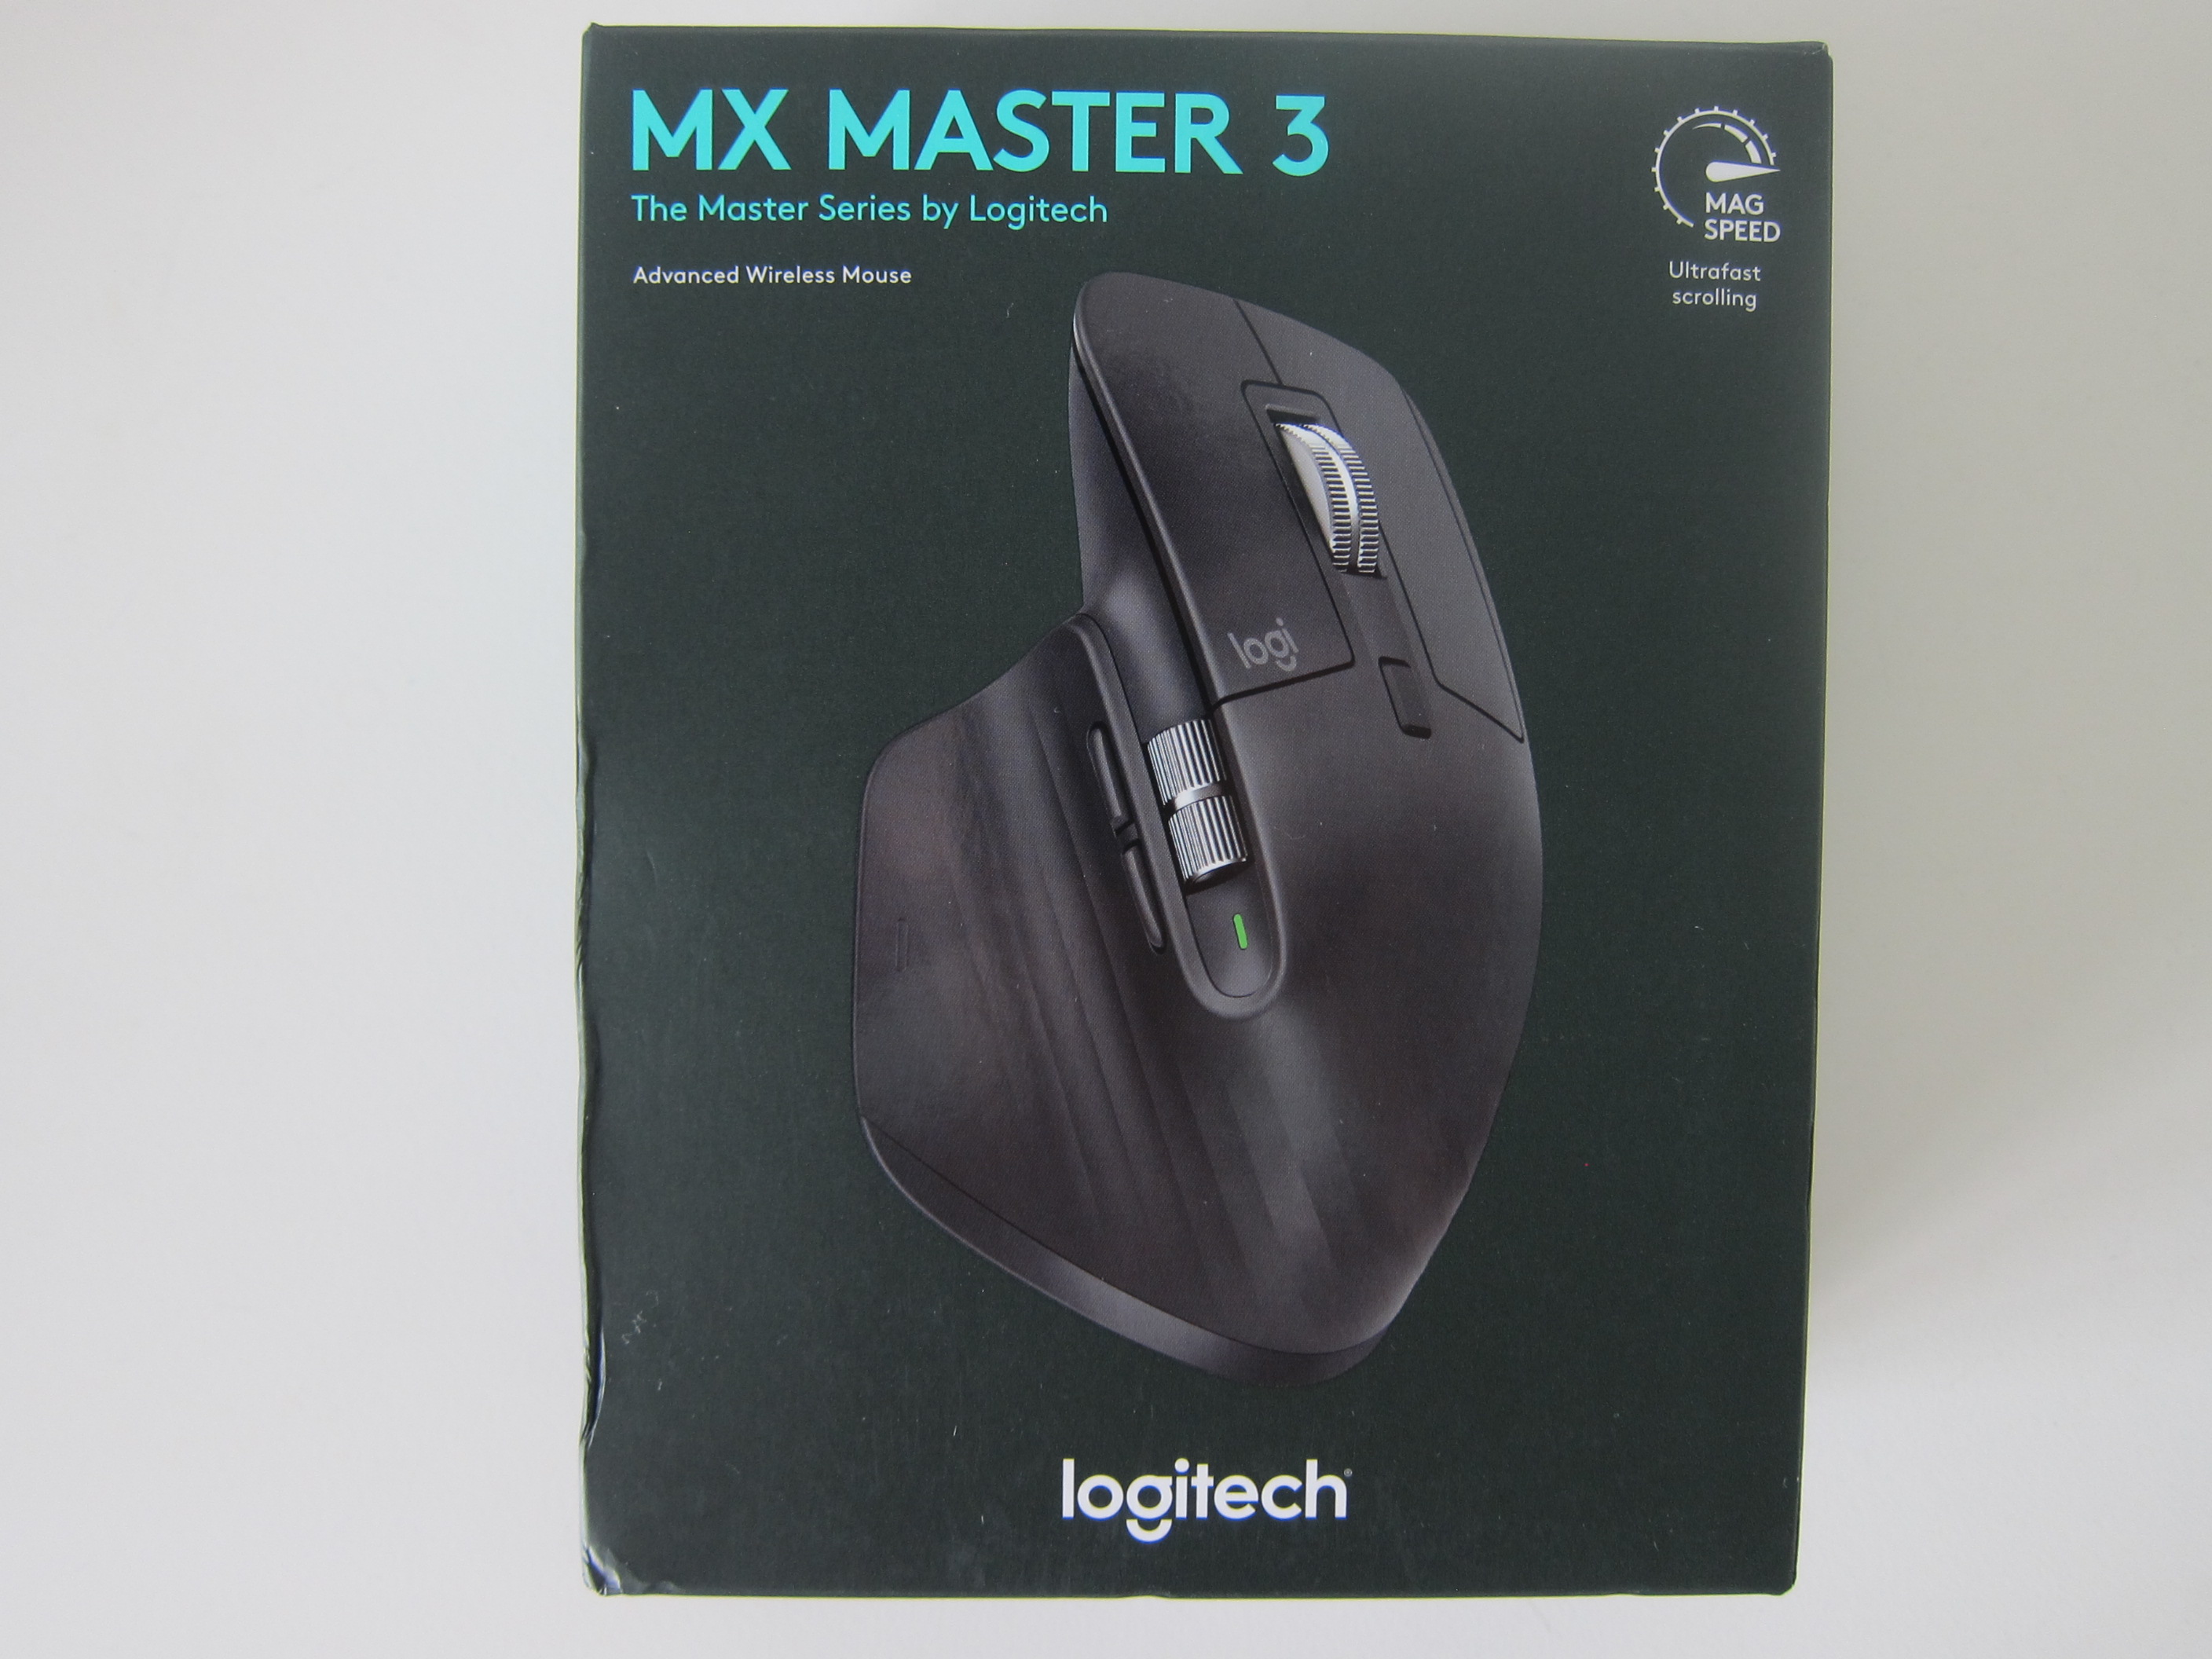 MX MASTER 3
The Master Series by Logitech
Advanced Wireless Mouse
MAG
SPEED
Ultrafast
scrolling
logi
logitech